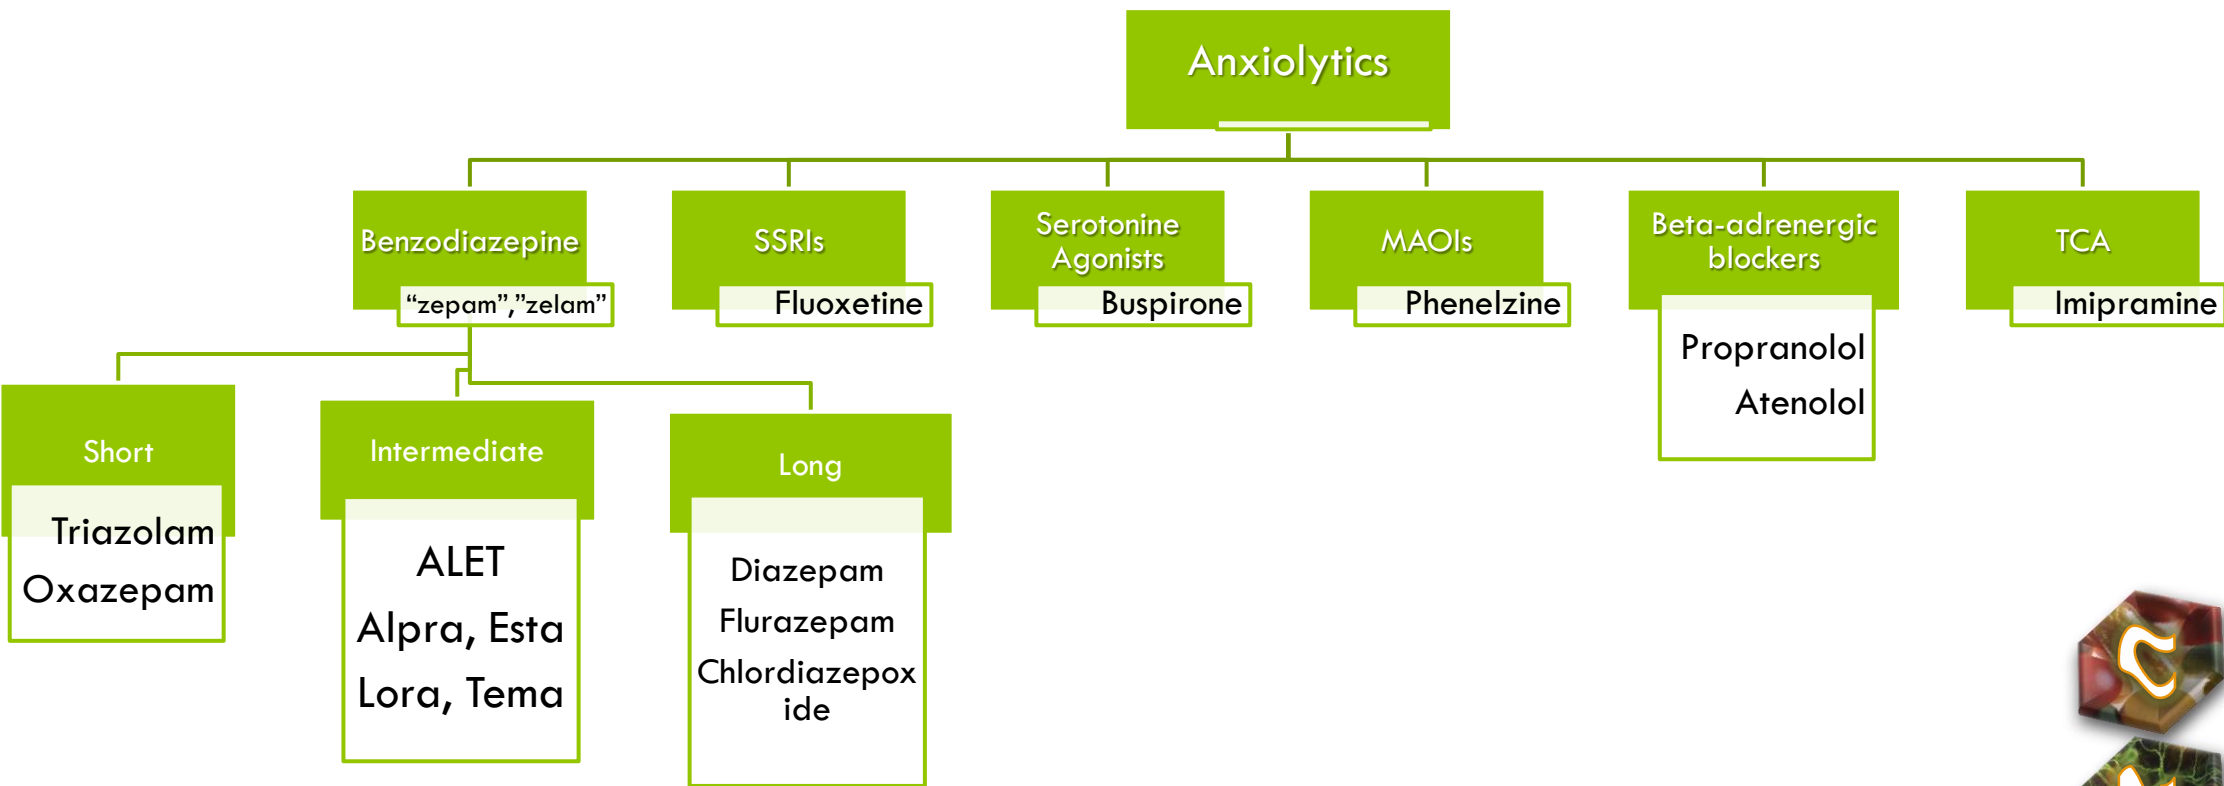 Anxiolytics
Benzodiazepine
“zepam”,”zelam”
SSRIs
Fluoxetine
Serotonine
Agonists
Buspirone
MAOIs
Phenelzine
Beta-adrenergic
blockers
Propranolol
Atenolol
TCA
Imipramine
Short
Triazolam
Oxazepam
Intermediate
ALET
Alpra, Esta
Lora, Tema
Long
Diazepam
Flurazepam
Chlordiazepox
ide